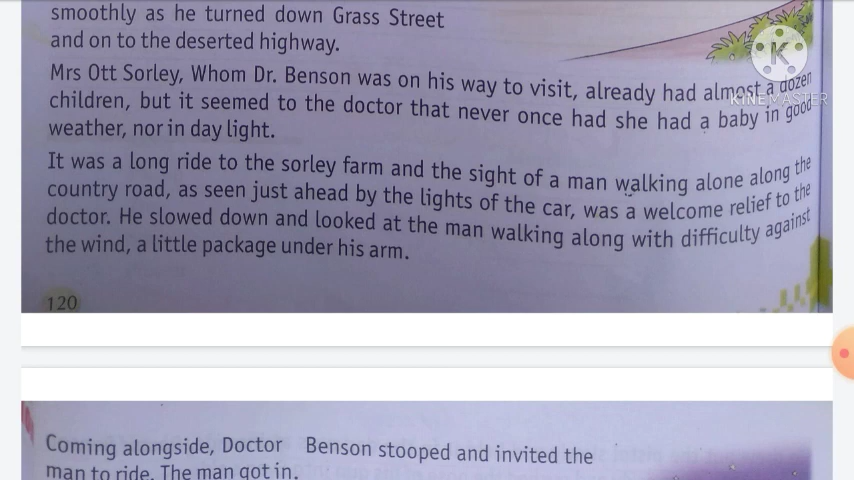 smoothly as he turned down Grass Street
and on to the deserted highway.
Mrs Ott Sorley, Whom Dr. Benson was on his way to visit, already had almost a dozen
children, but it seemed to the doctor that never once had she had a baby in good
weather, nor in day light.
It was a long ride to the sorley farm and the sight of a man walking alone along the
country road, as seen just ahead by the lights of the car, was a welcome relief to the
doctor. He slowed down and looked at the man walking along with difficulty against
the wind, a little package under his arm.
120
Coming alongside, Doctor Benson stooped and invited the
man to ride. The man got in.
K
KINEMASTER